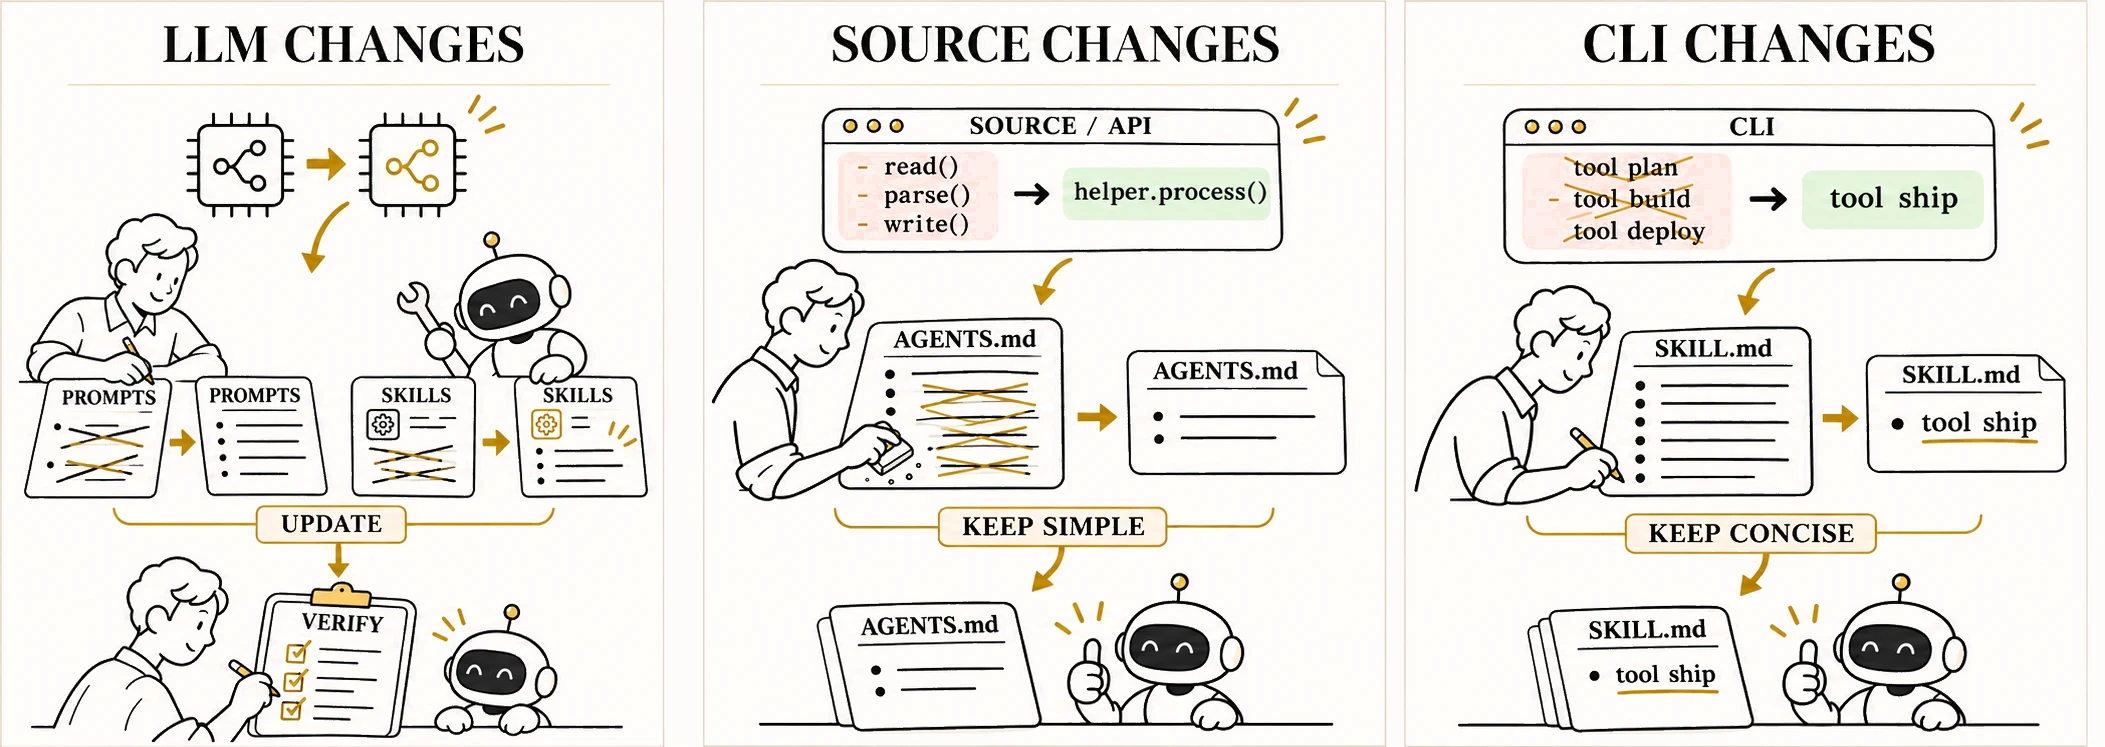 LLM CHANGES
PROMPTS
PROMPTS
SKILLS
SKILLS
UPDATE
VERIFY
SOURCE CHANGES
SOURCE / API
- read()
- parse()
- write()
helper.process()
AGENTS.md
AGENTS.md
KEEP SIMPLE
AGENTS.md
CLI CHANGES
CLI
tool plan
- tool build
tool deploy
tool ship
SKILL.md
SKILL.md
tool ship
KEEP CONCISE
SKILL.md
tool ship